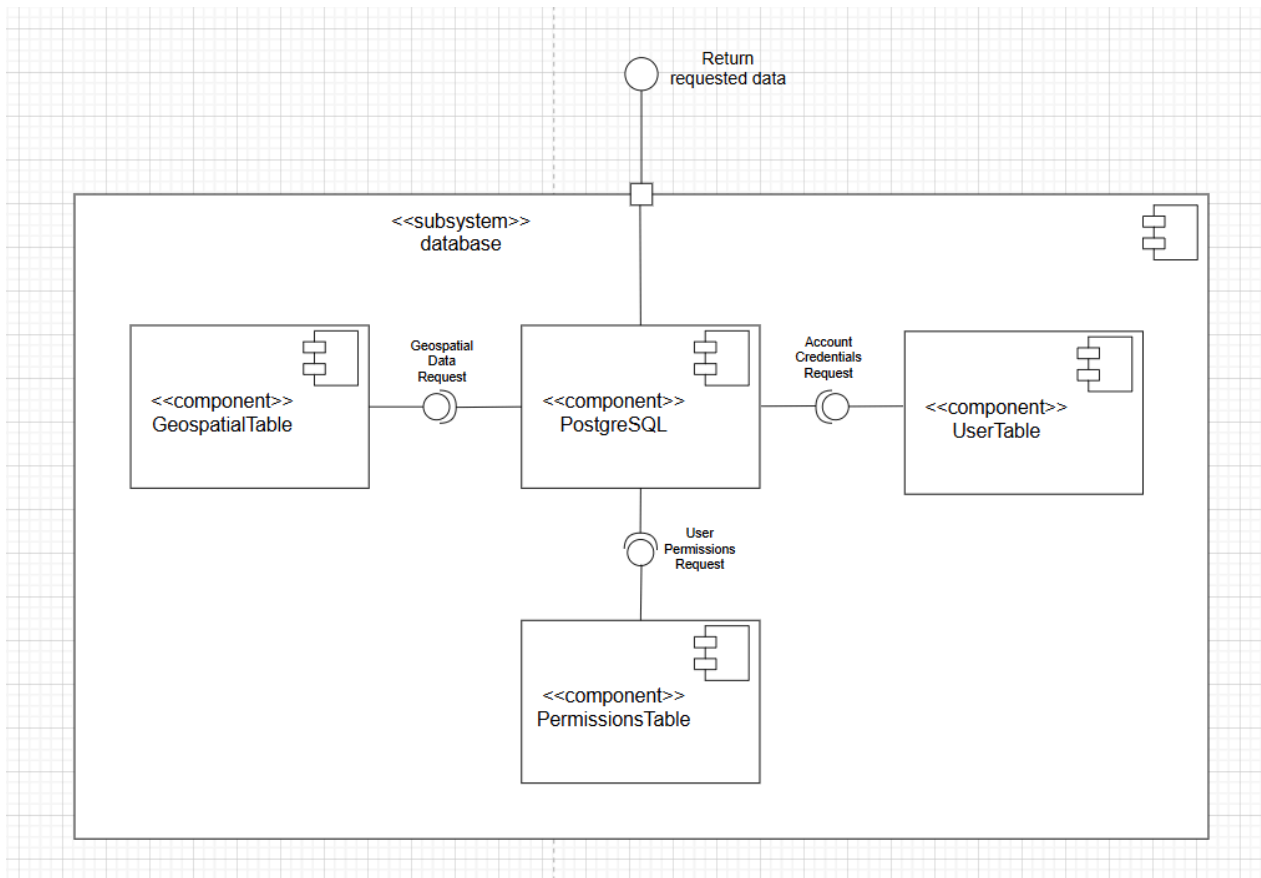 Return
requested data
<<subsystem>>
database
Geospatial
Data
Request
<<component>>
GeospatialTable
<<component>>
PostgreSQL
Account
Credentials
Request
<<component>>
UserTable
User
Permissions
Request
<<component>>
PermissionsTable